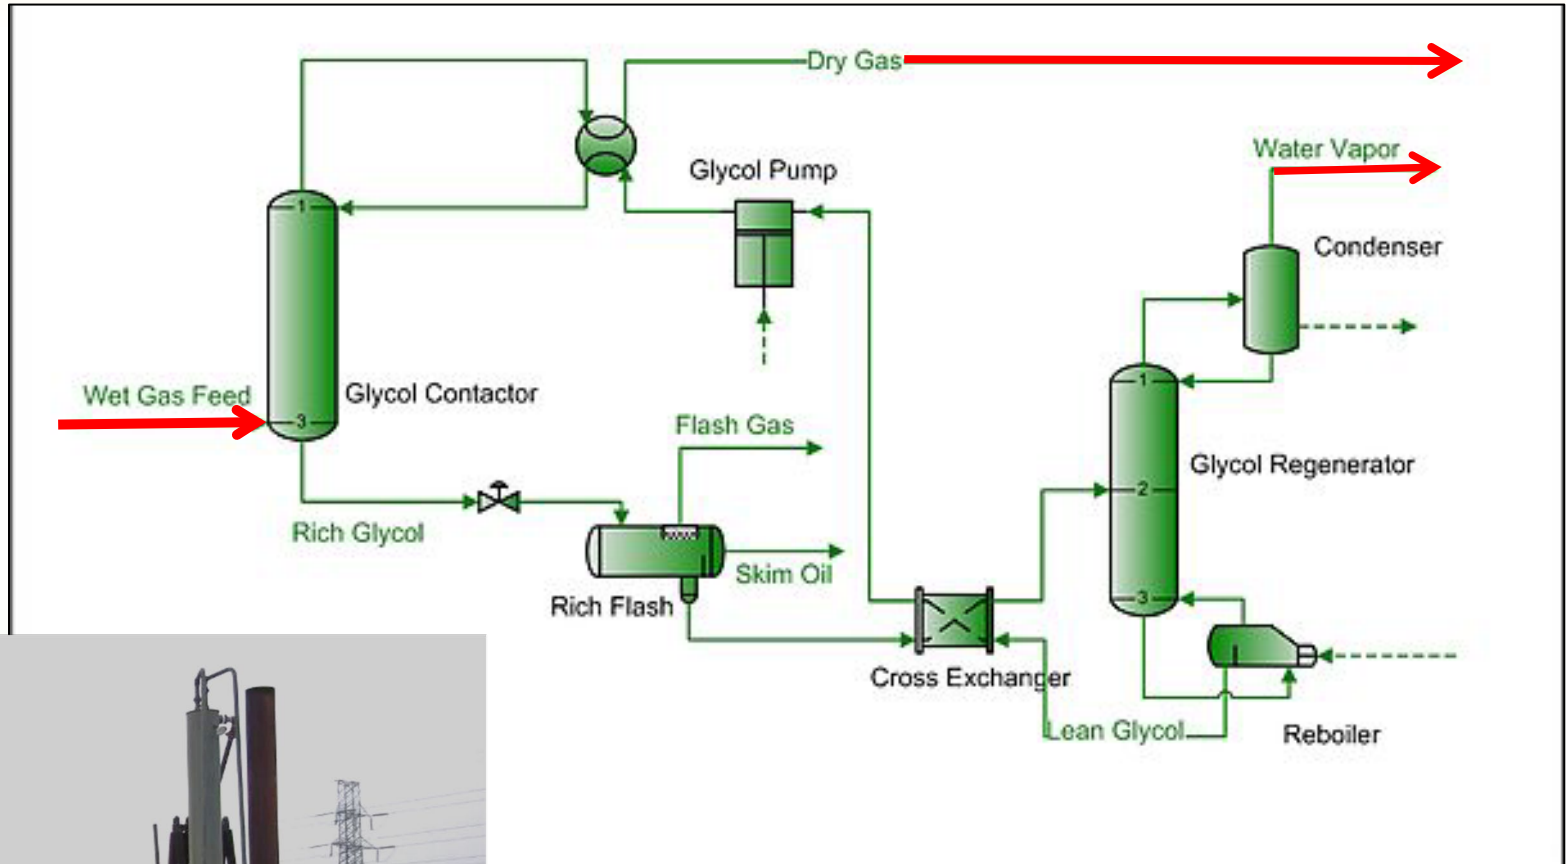 Dry Gas
Water Vapor
Glycol Pump
Condenser
1
1
Wet Gas Feed
Glycol Contactor
3
Flash Gas
Glycol Regenerator
2
Rich Glycol
Skim Oil
Rich Flash
3
Cross Exchanger
Lean Glycol
Reboiler